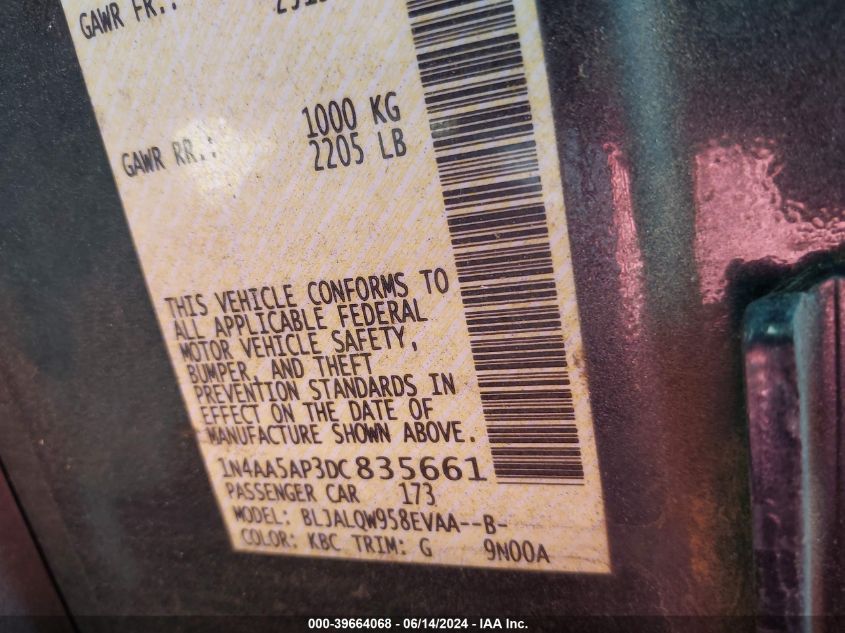 GAWR FR.:
1000 KG
GAWR RR.: 2205 LB
THIS VEHICLE CONFORMS TO
ALL APPLICABLE FEDERAL
MOTOR VEHICLE SAFETY,
BUMPER, AND THEFT
PREVENTION STANDARDS IN
EFFECT ON THE DATE OF
MANUFACTURE SHOWN ABOVE.
1N4AA5AP3DC835661
PASSENGER CAR 173
MODEL: BLJALQW958EVAA--B-
COLOR: KBC TRIM: G 9N00A
000-39664068 - 06/14/2024 - IAA Inc.